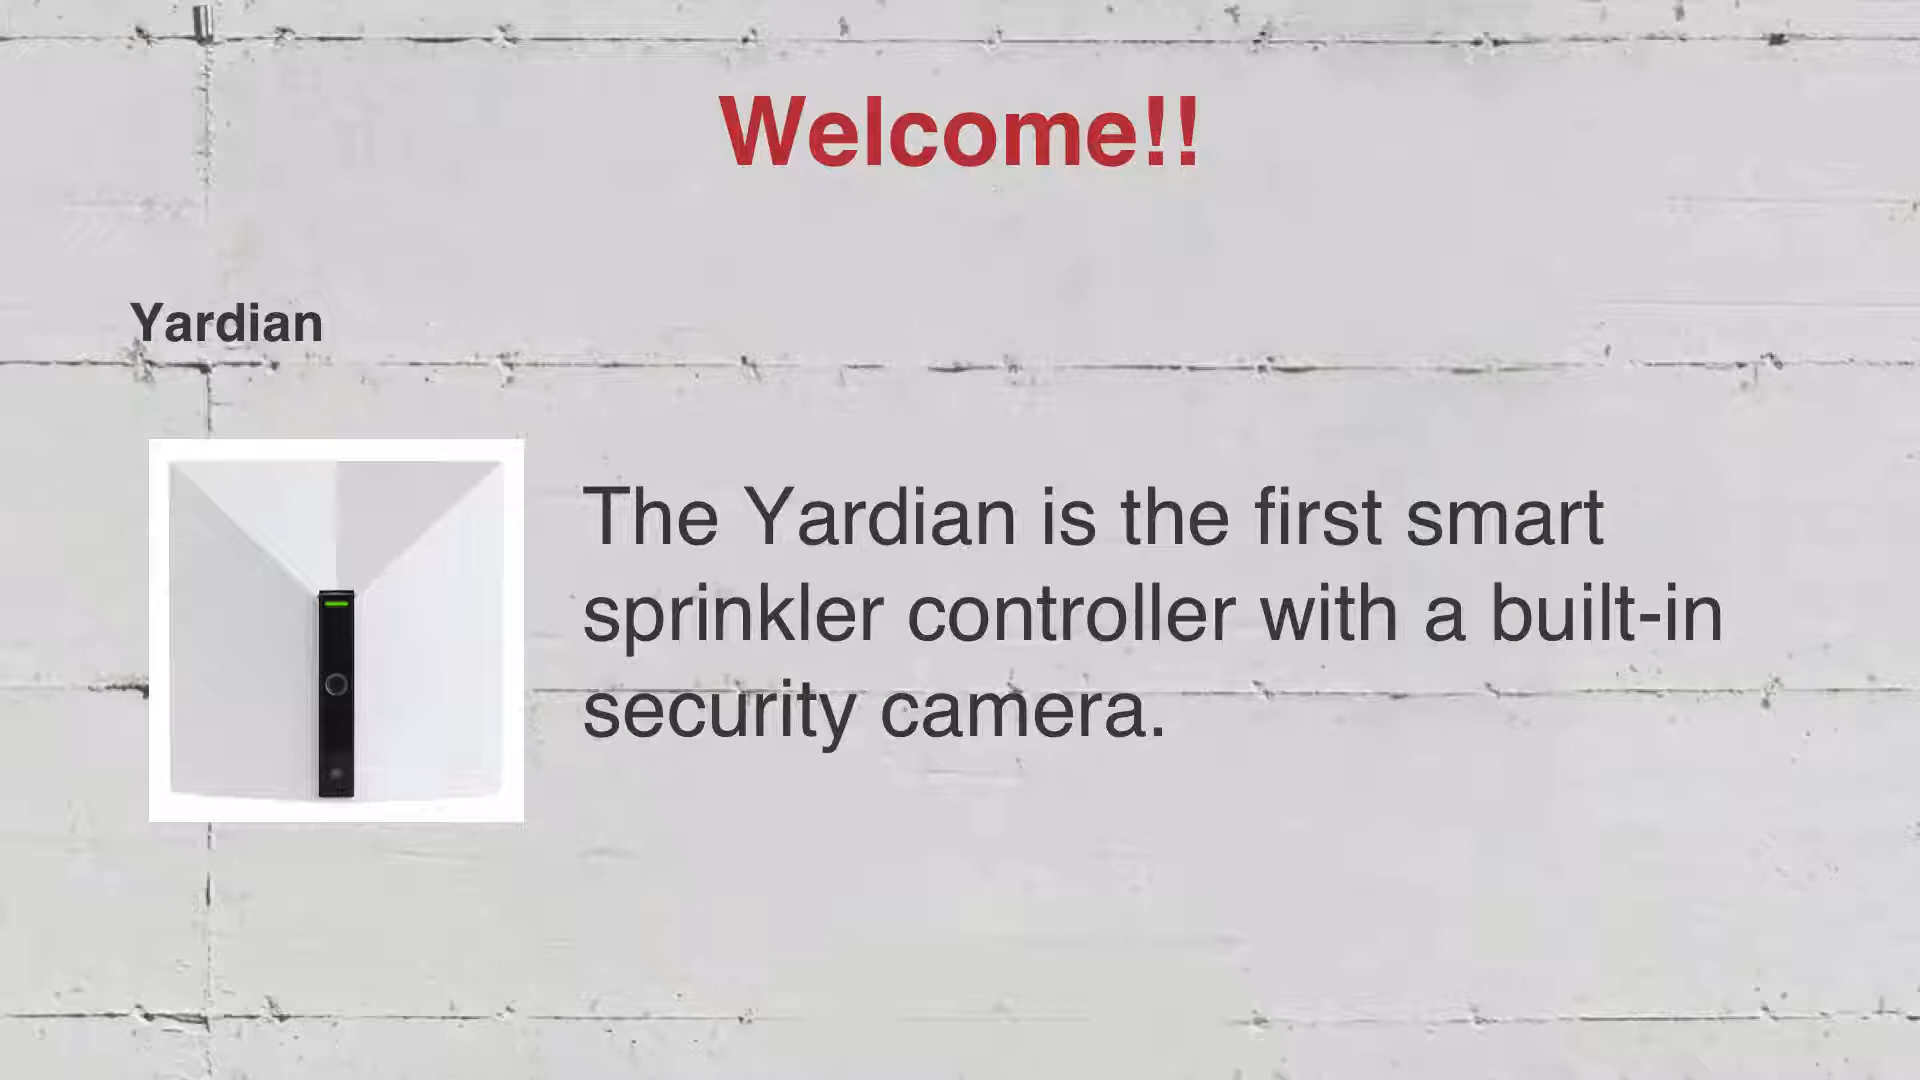 Welcome!!
Yardian
The Yardian is the first smart
sprinkler controller with a built-in
security camera.